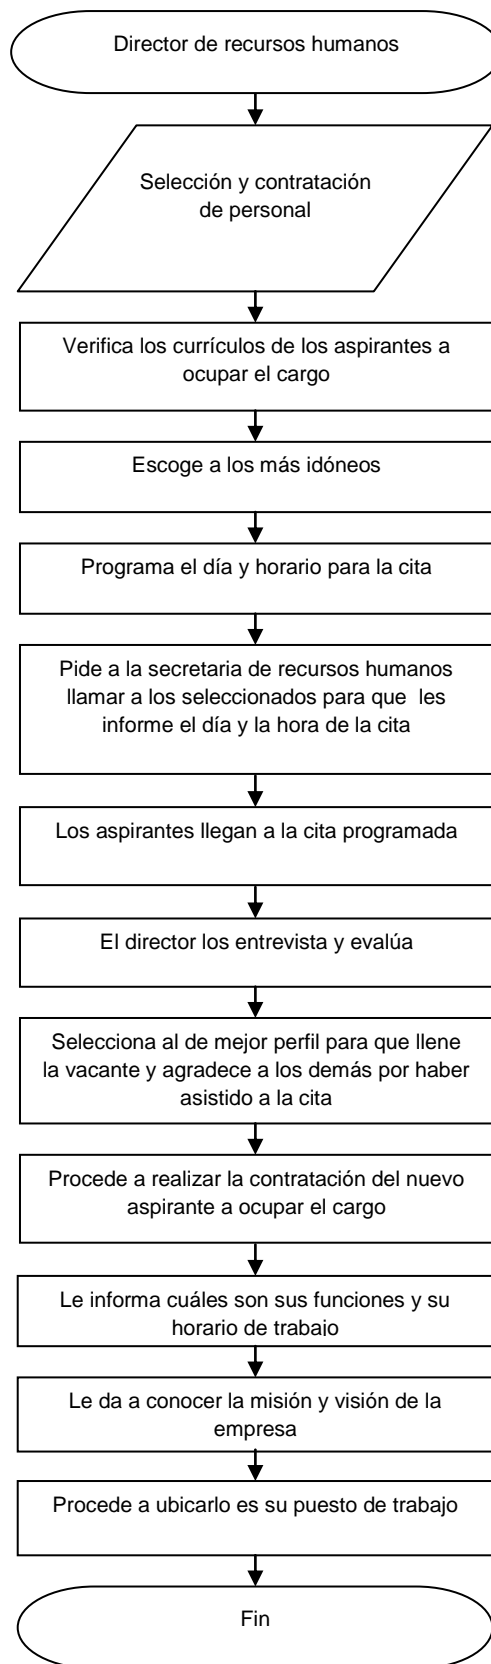 Director de recursos humanos
Selección y contratación
de personal
Verifica los currículos de los aspirantes a
ocupar el cargo
Escoge a los más idóneos
Programa el día y horario para la cita
Pide a la secretaria de recursos humanos
llamar a los seleccionados para que les
informe el día y la hora de la cita
Los aspirantes llegan a la cita programada
El director los entrevista y evalúa
Selecciona al de mejor perfil para que llene
la vacante y agradece a los demás por haber
asistido a la cita
Procede a realizar la contratación del nuevo
aspirante a ocupar el cargo
Le informa cuáles son sus funciones y su
horario de trabajo
Le da a conocer la misión y visión de la
empresa
Procede a ubicarlo es su puesto de trabajo
Fin